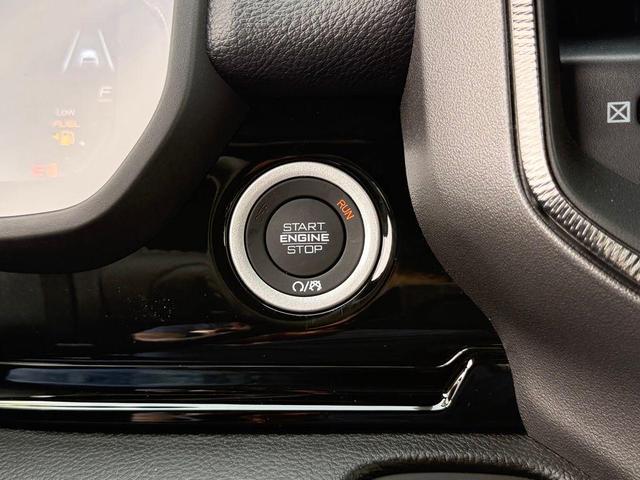 F
Low
FUEL
RUN
START
ENGINE
STOP